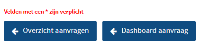 Velden met een * zijn verplicht
Overzicht aanvragen
Dashboard aanvraag